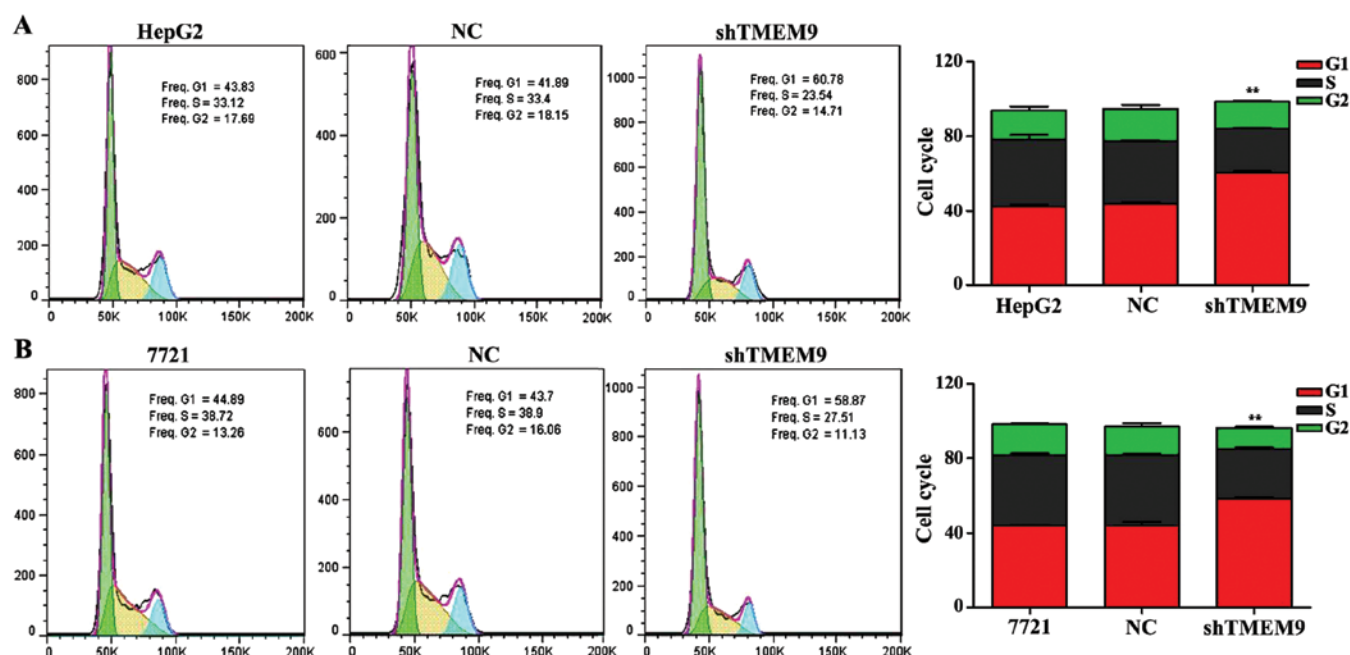 A
HepG2
NC
shTMEM9
Freq. G1 = 43.83
Freq. S = 33.12
Freq. G2 = 17.69
Freq. G1 = 41.89
Freq. S = 33.4
Freq. G2 = 18.15
Freq. G1 = 60.78
Freq. S = 23.54
Freq. G2 = 14.71
800
600
400
200
0
0 50K 100K 150K 200K
600
400
200
0
0 50K 100K 150K 200K
1000
800
600
400
200
0
0 50K 100K 150K 200K
Cell cycle
120
80
40
0
**
G1
S
G2
HepG2 NC shTMEM9
B
7721
NC
shTMEM9
Freq. G1 = 44.89
Freq. S = 38.72
Freq. G2 = 13.26
Freq. G1 = 43.7
Freq. S = 38.9
Freq. G2 = 16.06
Freq. G1 = 58.87
Freq. S = 27.51
Freq. G2 = 11.13
800
600
400
200
0
0 50K 100K 150K 200K
800
600
400
200
0
0 50K 100K 150K 200K
1000
800
600
400
200
0
0 50K 100K 150K 200K
Cell cycle
120
80
40
0
**
G1
S
G2
7721 NC shTMEM9